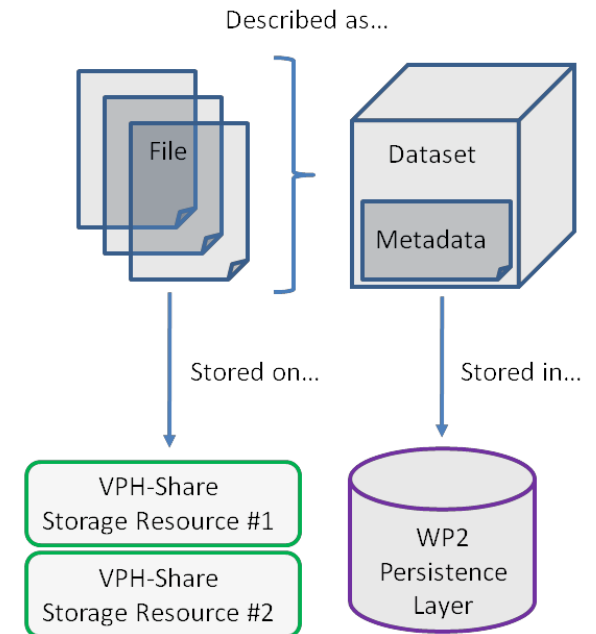 Described as...
File
Dataset
Metadata
Stored on...
Stored in...
VPH-Share
Storage Resource #1
VPH-Share
Storage Resource #2
WP2
Persistence
Layer